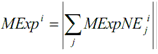 MExp^i = |∑_j MExpNE_j^i|